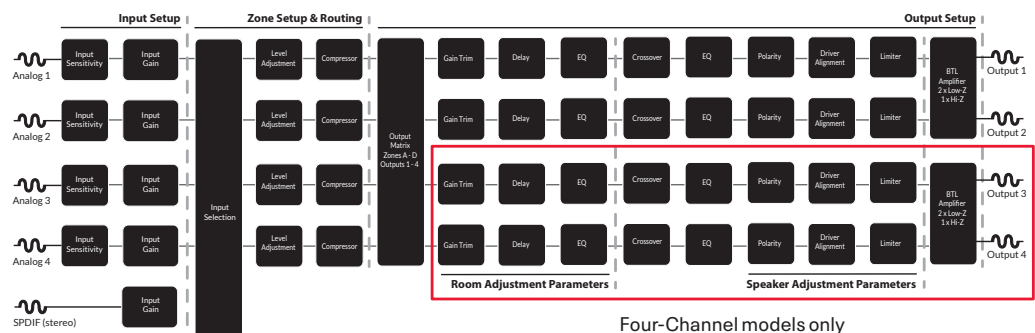 Input Setup
Zone Setup & Routing
Output Setup
Analog 1
Input
Sensitivity
Input
Gain
Level
Adjustment
Compressor
Gain Trim
Delay
EQ
Crossover
EQ
Polarity
Driver
Alignment
Limiter
BTL
Amplifier
2 x Low-Z
1 x Hi-Z
Output 1
Analog 2
Input
Sensitivity
Input
Gain
Level
Adjustment
Compressor
Output
Matrix
Zones A - D
Outputs 1 - 4
Gain Trim
Delay
EQ
Crossover
EQ
Polarity
Driver
Alignment
Limiter
Output 2
Analog 3
Input
Sensitivity
Input
Gain
Input
Selection
Level
Adjustment
Compressor
Gain Trim
Delay
EQ
Crossover
EQ
Polarity
Driver
Alignment
Limiter
BTL
Amplifier
2 x Low-Z
1 x Hi-Z
Output 3
Analog 4
Input
Sensitivity
Input
Gain
Level
Adjustment
Compressor
Gain Trim
Delay
EQ
Crossover
EQ
Polarity
Driver
Alignment
Limiter
Output 4
Room Adjustment Parameters
Speaker Adjustment Parameters
SPDIF (stereo)
Input
Gain
Four-Channel models only